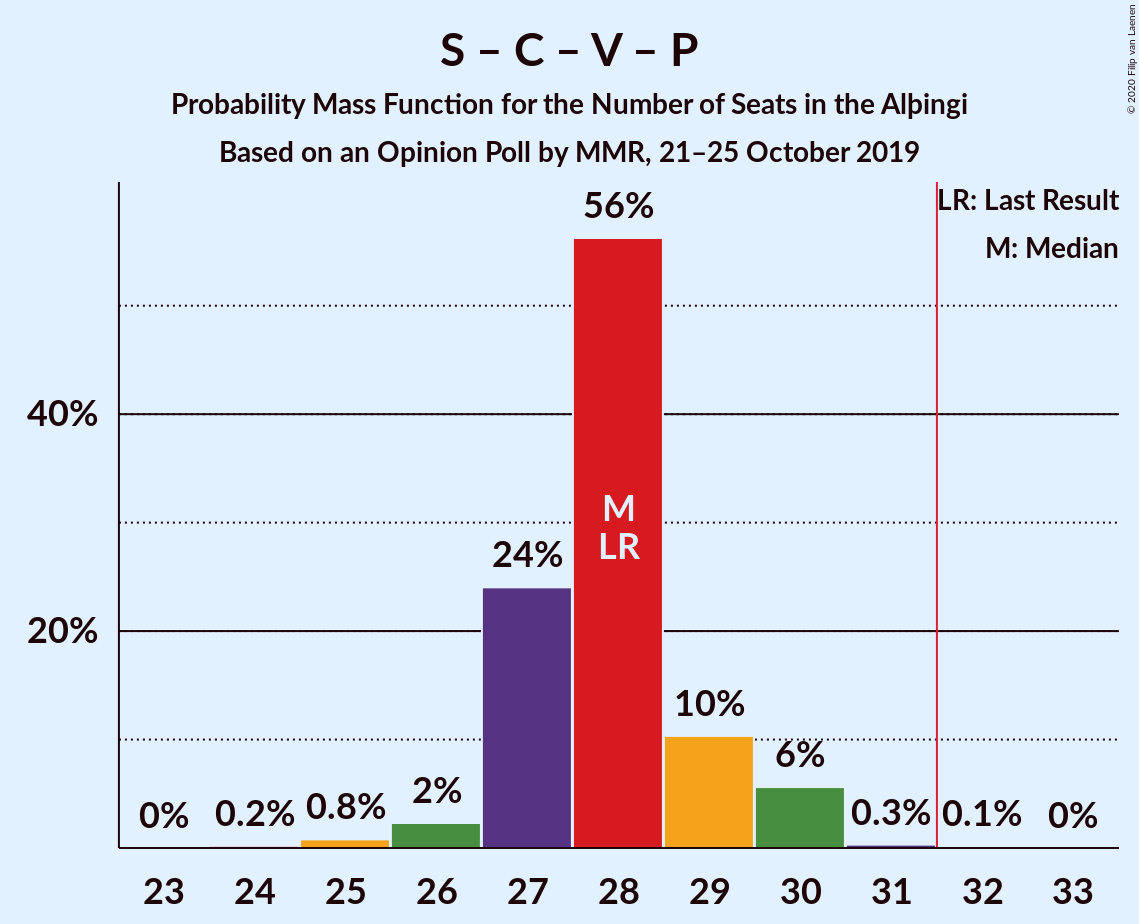 S – C – V – P
Probability Mass Function for the Number of Seats in the Alþingi
Based on an Opinion Poll by MMR, 21–25 October 2019
© 2020 Filip van Laenen
LR: Last Result
M: Median
56%
40%
M
LR
24%
20%
10%
6%
2%
0% 0.2% 0.8% 0.3% 0.1% 0%
23 24 25 26 27 28 29 30 31 32 33